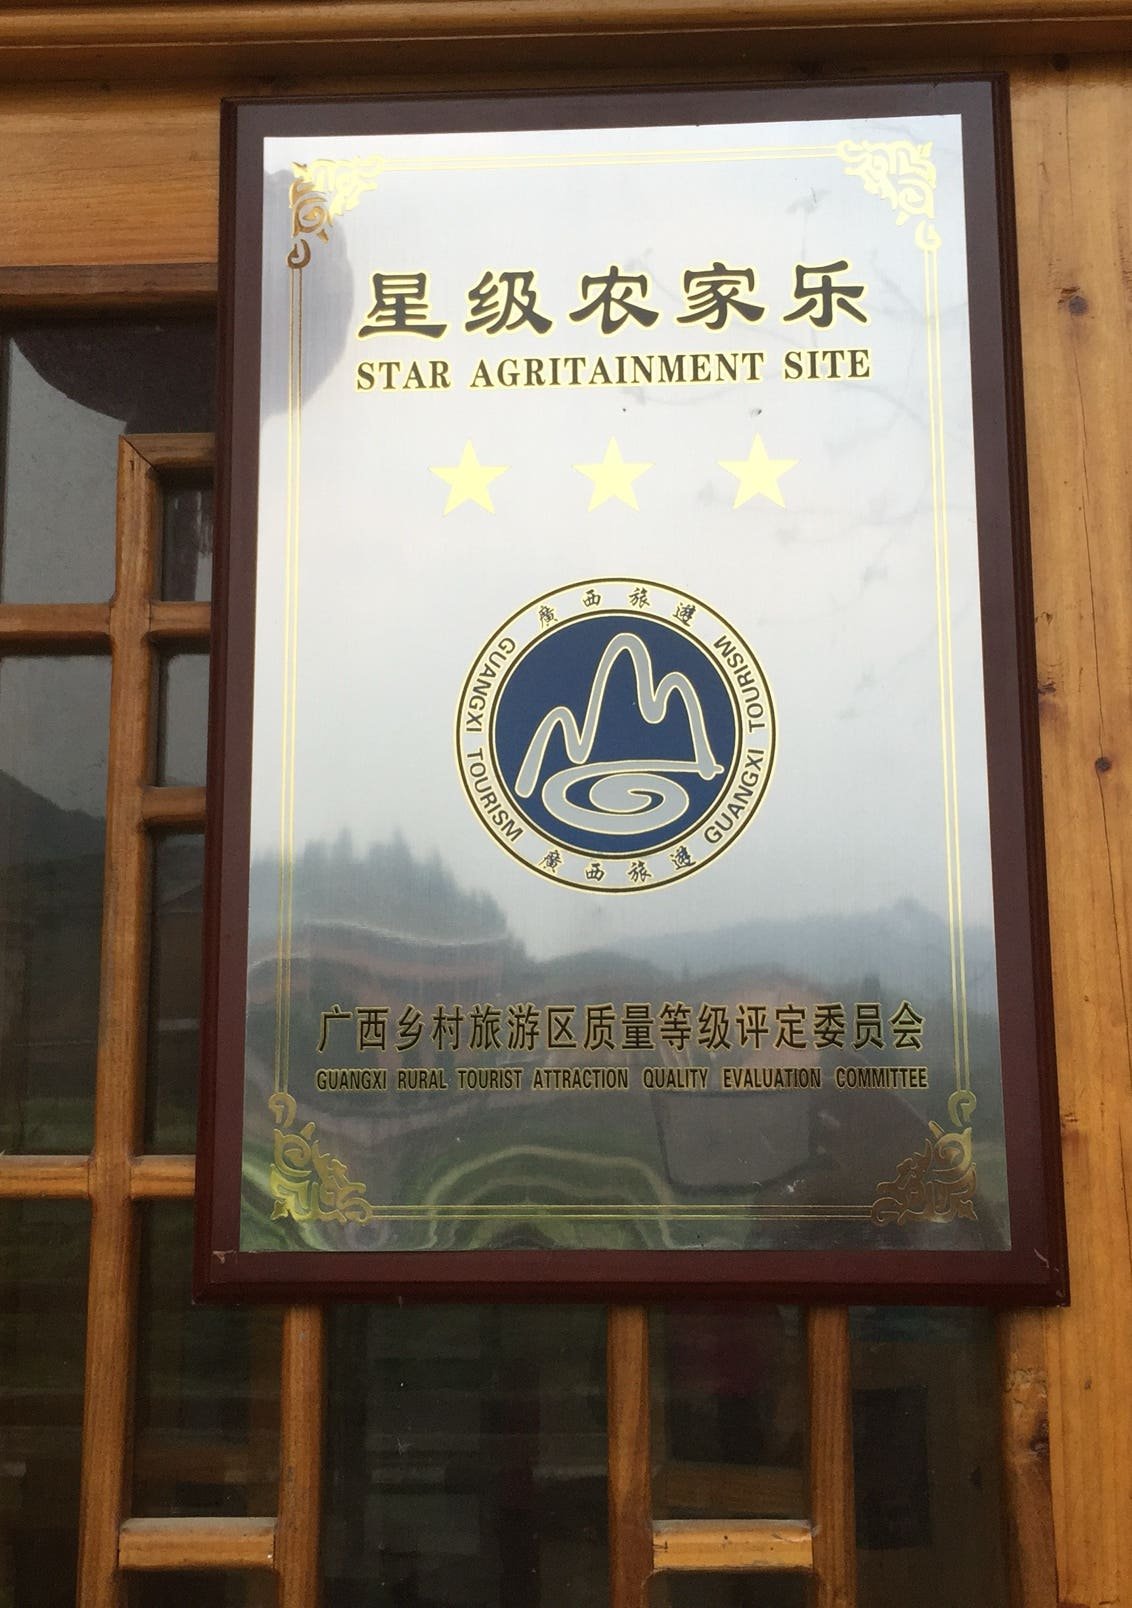 星级农家乐
STAR AGRITAINMENT SITE
廣西旅遊
GUANGXI TOURISM
GUANGXI TOURISM
廣西旅遊
广西乡村旅游区质量等级评定委员会
GUANGXI RURAL TOURIST ATTRACTION QUALITY EVALUATION COMMITTEE